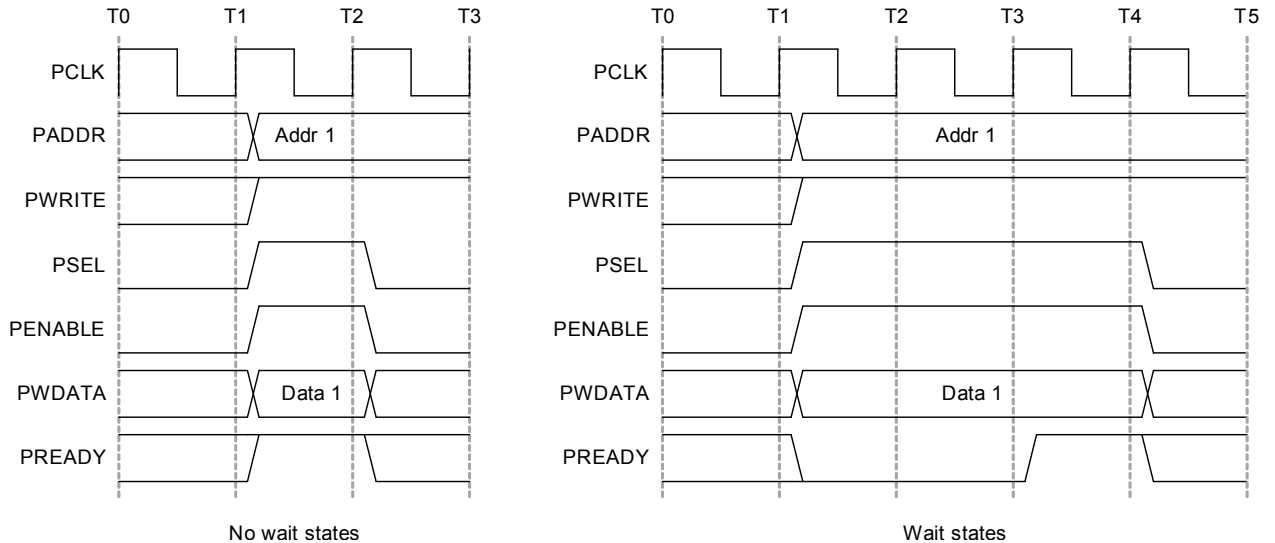 T0 T1 T2 T3 T0 T1 T2 T3 T4 T5
PCLK PCLK
PADDR Addr 1 PADDR Addr 1
PWRITE PWRITE
PSEL PSEL
PENABLE PENABLE
PWDATA Data 1 PWDATA Data 1
PREADY PREADY
No wait states Wait states